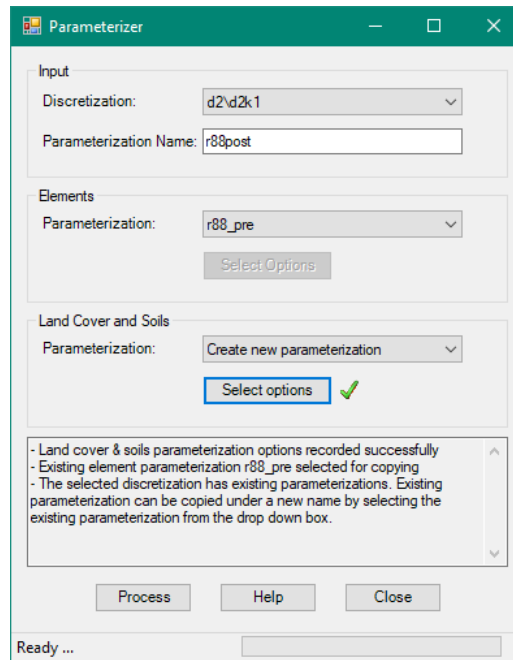 Parameterizer
Input
Discretization: d2\d2k1
Parameterization Name: r88post
Elements
Parameterization: r88_pre
Select Options
Land Cover and Soils
Parameterization: Create new parameterization
Select options
- Land cover & soils parameterization options recorded successfully
- Existing element parameterization r88_pre selected for copying
- The selected discretization has existing parameterizations. Existing
parameterization can be copied under a new name by selecting the
existing parameterization from the drop down box.
Process Help Close
Ready ...